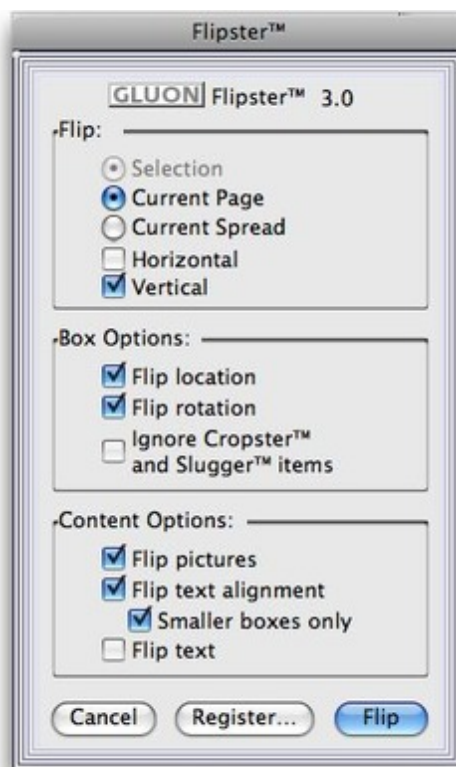 Flipster™
GLUON Flipster™ 3.0
Flip:
Selection
Current Page
Current Spread
Horizontal
Vertical
Box Options:
Flip location
Flip rotation
Ignore Cropster™
and Slugger™ items
Content Options:
Flip pictures
Flip text alignment
Smaller boxes only
Flip text
Cancel Register... Flip